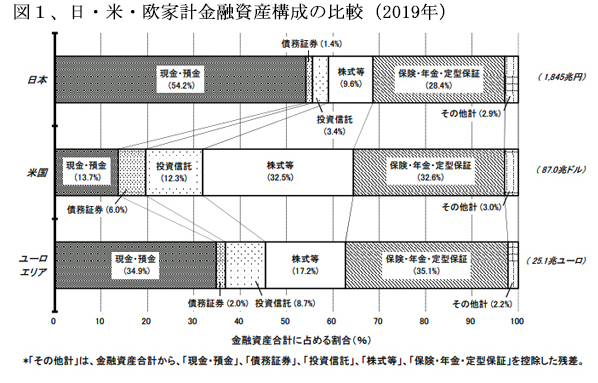 図１、日・米・欧家計金融資産構成の比較（2019年）
債務証券（1.4%）
日本
現金・預金
（54.2%）
株式等
（9.6%）
保険・年金・定型保証
（28.4%）
（1,845兆円）
投資信託
（3.4%）
その他計（2.9%）
米国
現金・預金
（13.7%）
投資信託
（12.3%）
株式等
（32.5%）
保険・年金・定型保証
（32.6%）
（87.0兆ドル）
債務証券（6.0%）
その他計（3.0%）
ユーロ
エリア
現金・預金
（34.9%）
株式等
（17.2%）
保険・年金・定型保証
（35.1%）
（25.1兆ユーロ）
債務証券（2.0%）
投資信託（8.7%）
その他計（2.2%）
0 10 20 30 40 50 60 70 80 90 100
金融資産合計に占める割合（%）
*「その他計」は、金融資産合計から、「現金・預金」、「債務証券」、「投資信託」、「株式等」、「保険・年金・定型保証」を控除した残差。